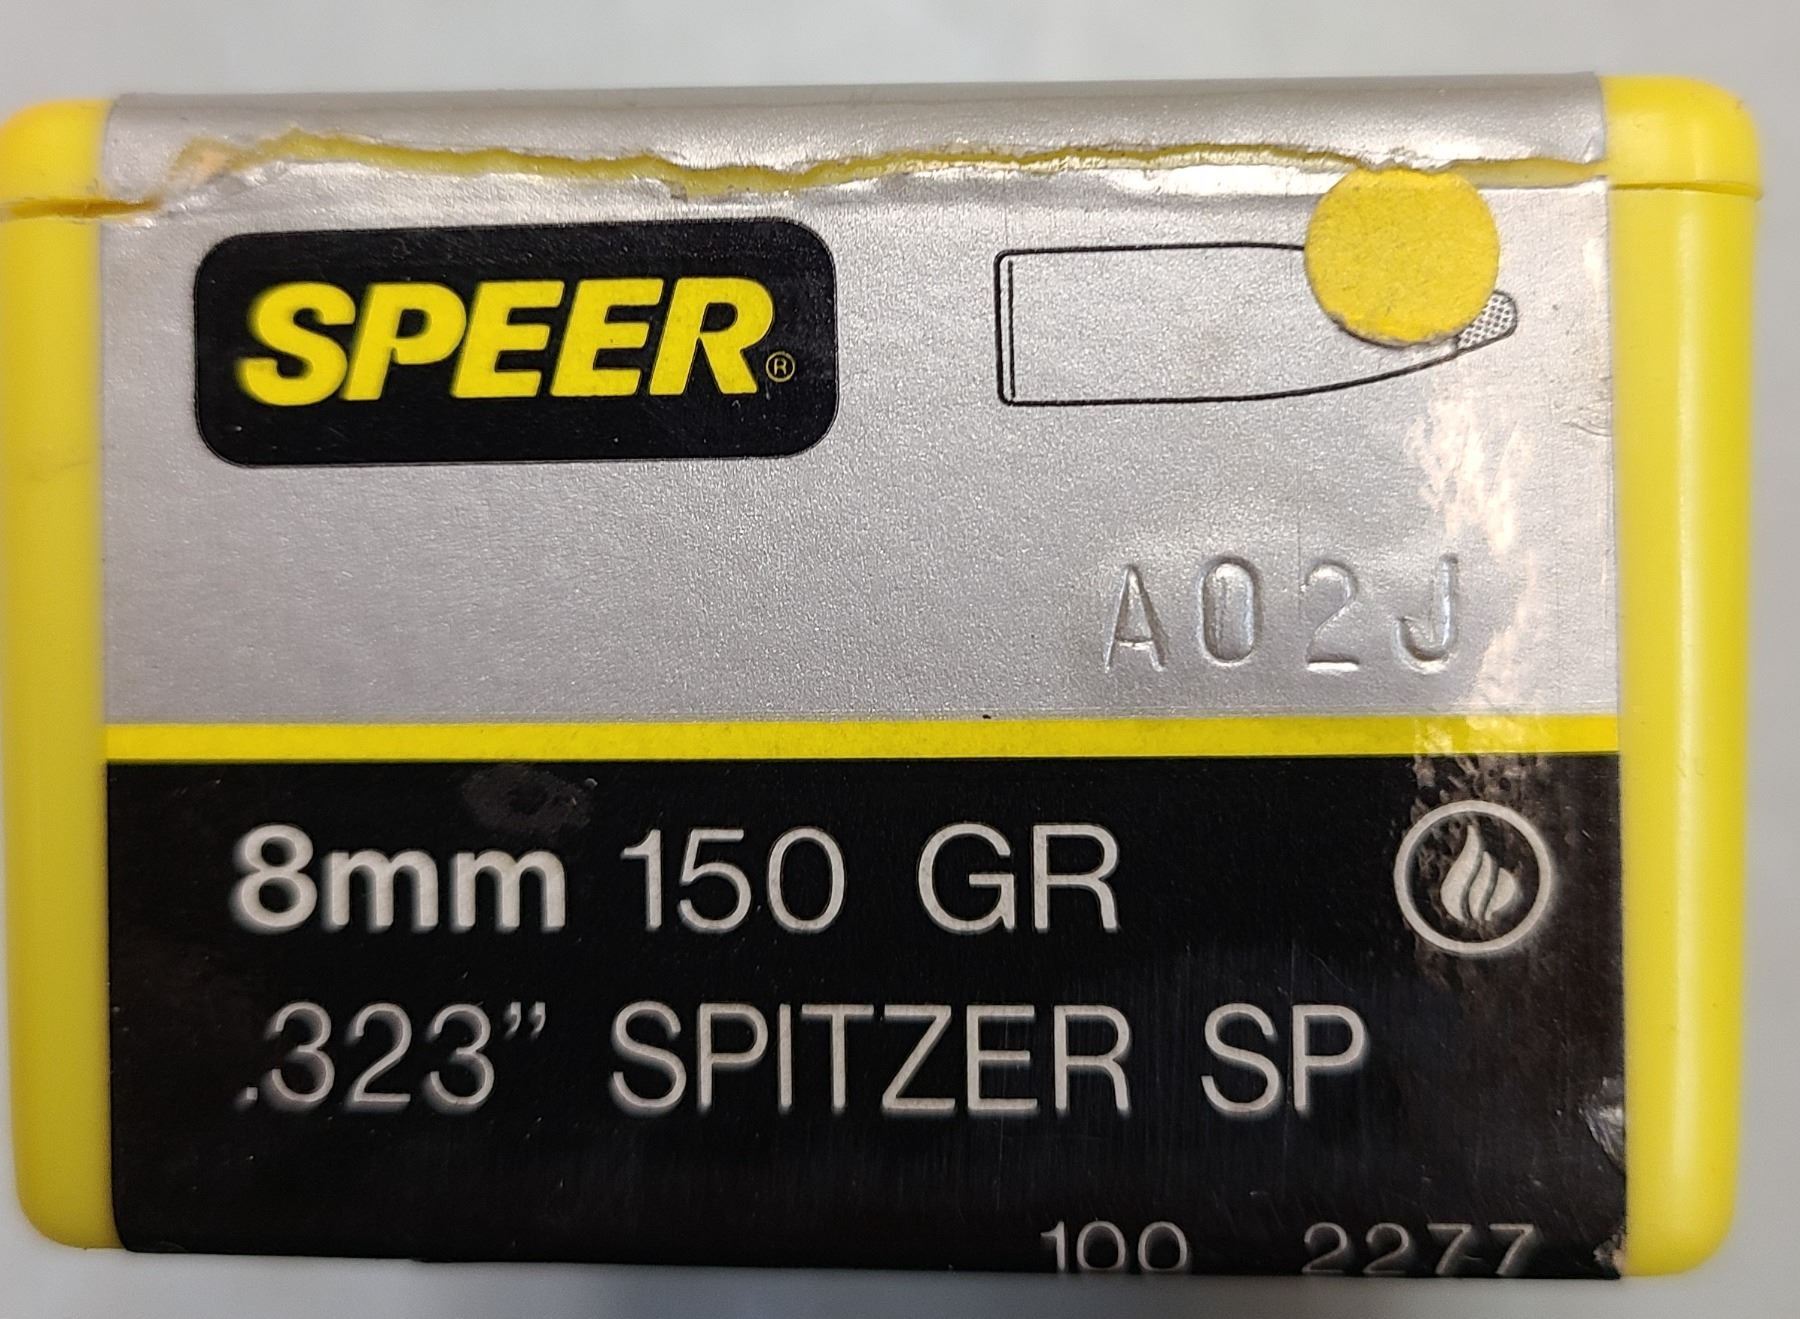 SPEER®
A02J
8mm 150 GR
.323” SPITZER SP
100 2277